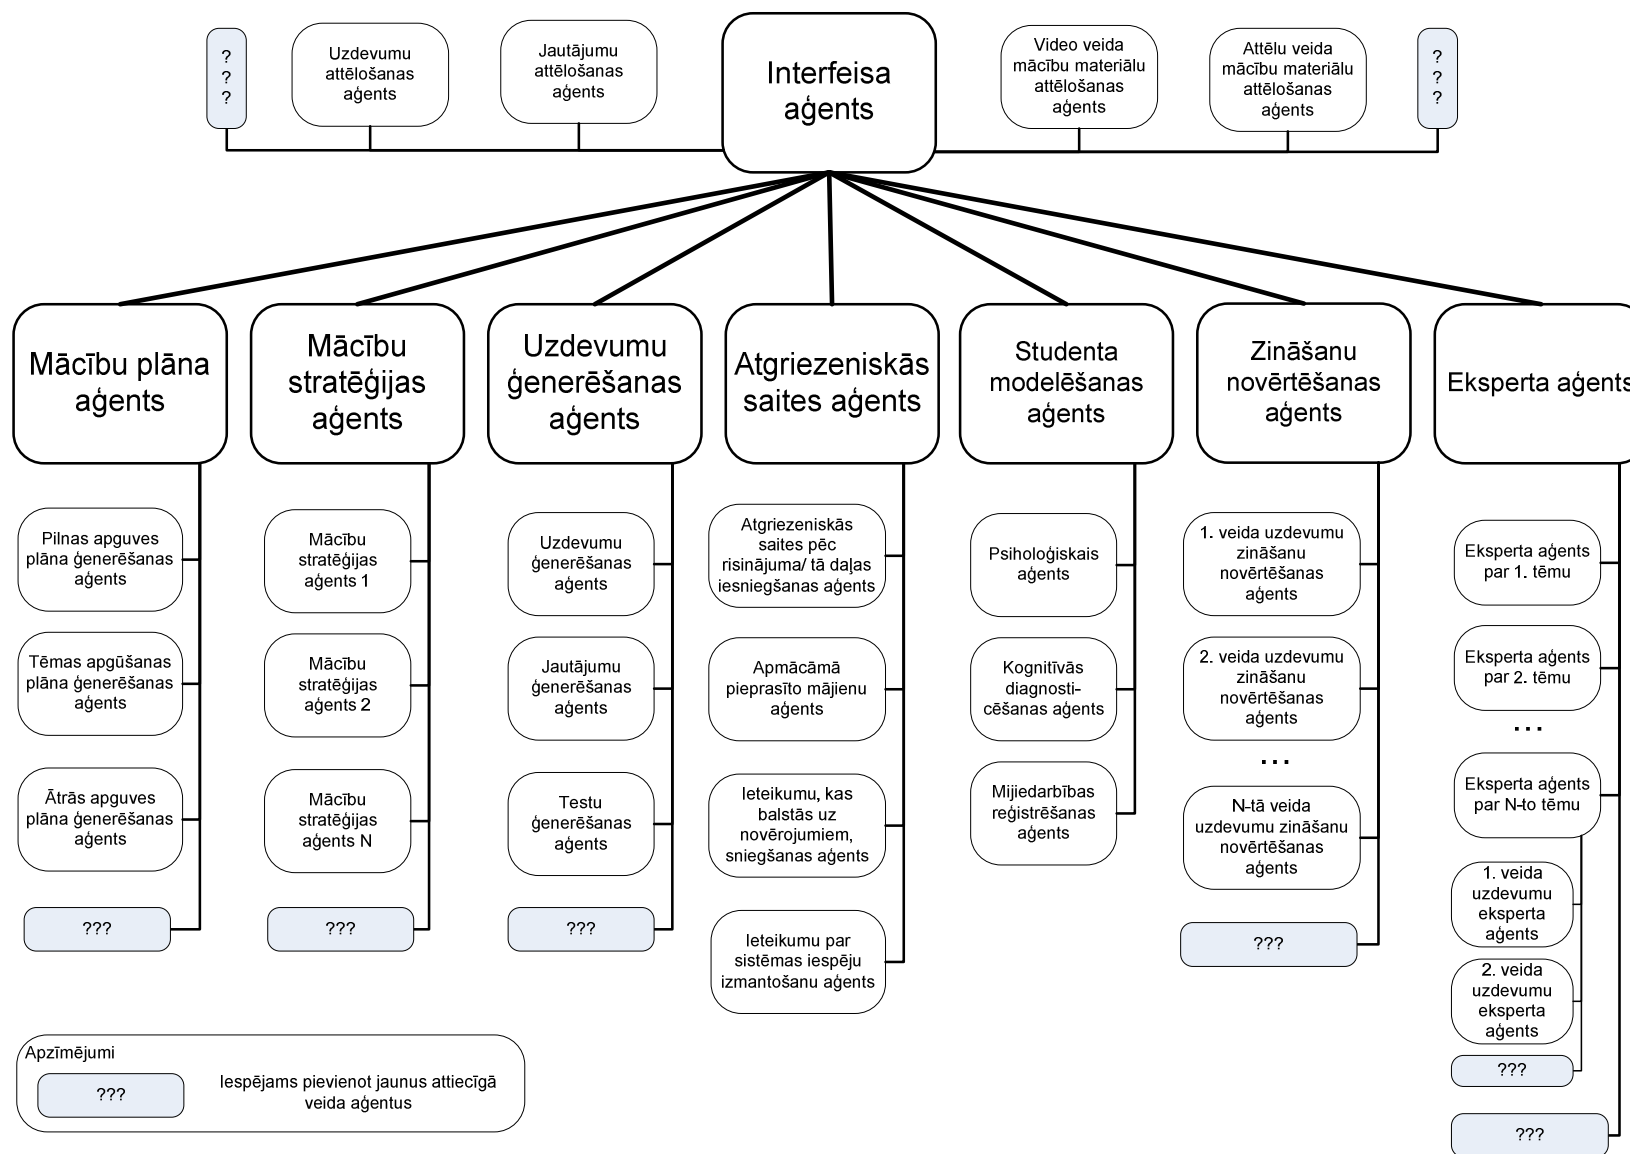 ?
?
?
Uzdevumu
attēlošanas
aģents
Jautājumu
attēlošanas
aģents
Interfeisa
aģents
Video veida
mācību materiālu
attēlošanas
aģents
Attēlu veida
mācību materiālu
attēlošanas
aģents
?
?
?
Mācību plāna
aģents
Mācību
stratēģijas
aģents
Uzdevumu
ģenerēšanas
aģents
Atgriezeniskās
saites aģents
Studenta
modelēšanas
aģents
Zināšanu
novērtēšanas
aģents
Eksperta aģents
Pilnas apguves
plāna ģenerēšanas
aģents
Tēmas apgūšanas
plāna ģenerēšanas
aģents
Ātrās apguves
plāna ģenerēšanas
aģents
???
Mācību
stratēģijas
aģents 1
Mācību
stratēģijas
aģents 2
Mācību
stratēģijas
aģents N
???
Uzdevumu
ģenerēšanas
aģents
Jautājumu
ģenerēšanas
aģents
Testu
ģenerēšanas
aģents
???
Atgriezeniskās
saites pēc
risinājuma/ tā daļas
iesniegšanas aģents
Apmācāmā
pieprasīto mājienu
aģents
Ieteikumu, kas
balstās uz
novērojumiem,
sniegšanas aģents
Ieteikumu par
sistēmas iespēju
izmantošanu aģents
Psiholoģiskais
aģents
Kognitīvās
diagnosti-
cēšanas aģents
Mijiedarbības
reģistrēšanas
aģents
1. veida uzdevumu
zināšanu
novērtēšanas
aģents
2. veida uzdevumu
zināšanu
novērtēšanas
aģents
...
N-tā veida
uzdevumu zināšanu
novērtēšanas
aģents
???
Eksperta aģents
par 1. tēmu
Eksperta aģents
par 2. tēmu
...
Eksperta aģents
par N-to tēmu
1. veida
uzdevumu
eksperta
aģents
2. veida
uzdevumu
eksperta
aģents
???
???
Apzīmējumi
???
Iespējams pievienot jaunus attiecīgā
veida aģentus